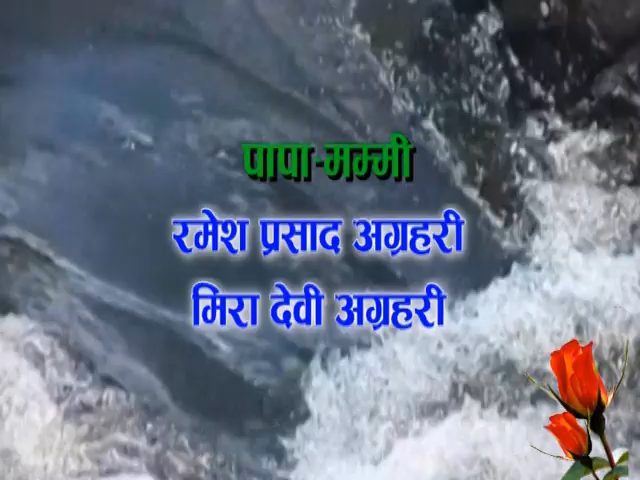 पापा-मम्मी
रमेश प्रसाद अग्रहरी
मिरा देवी अग्रहरी